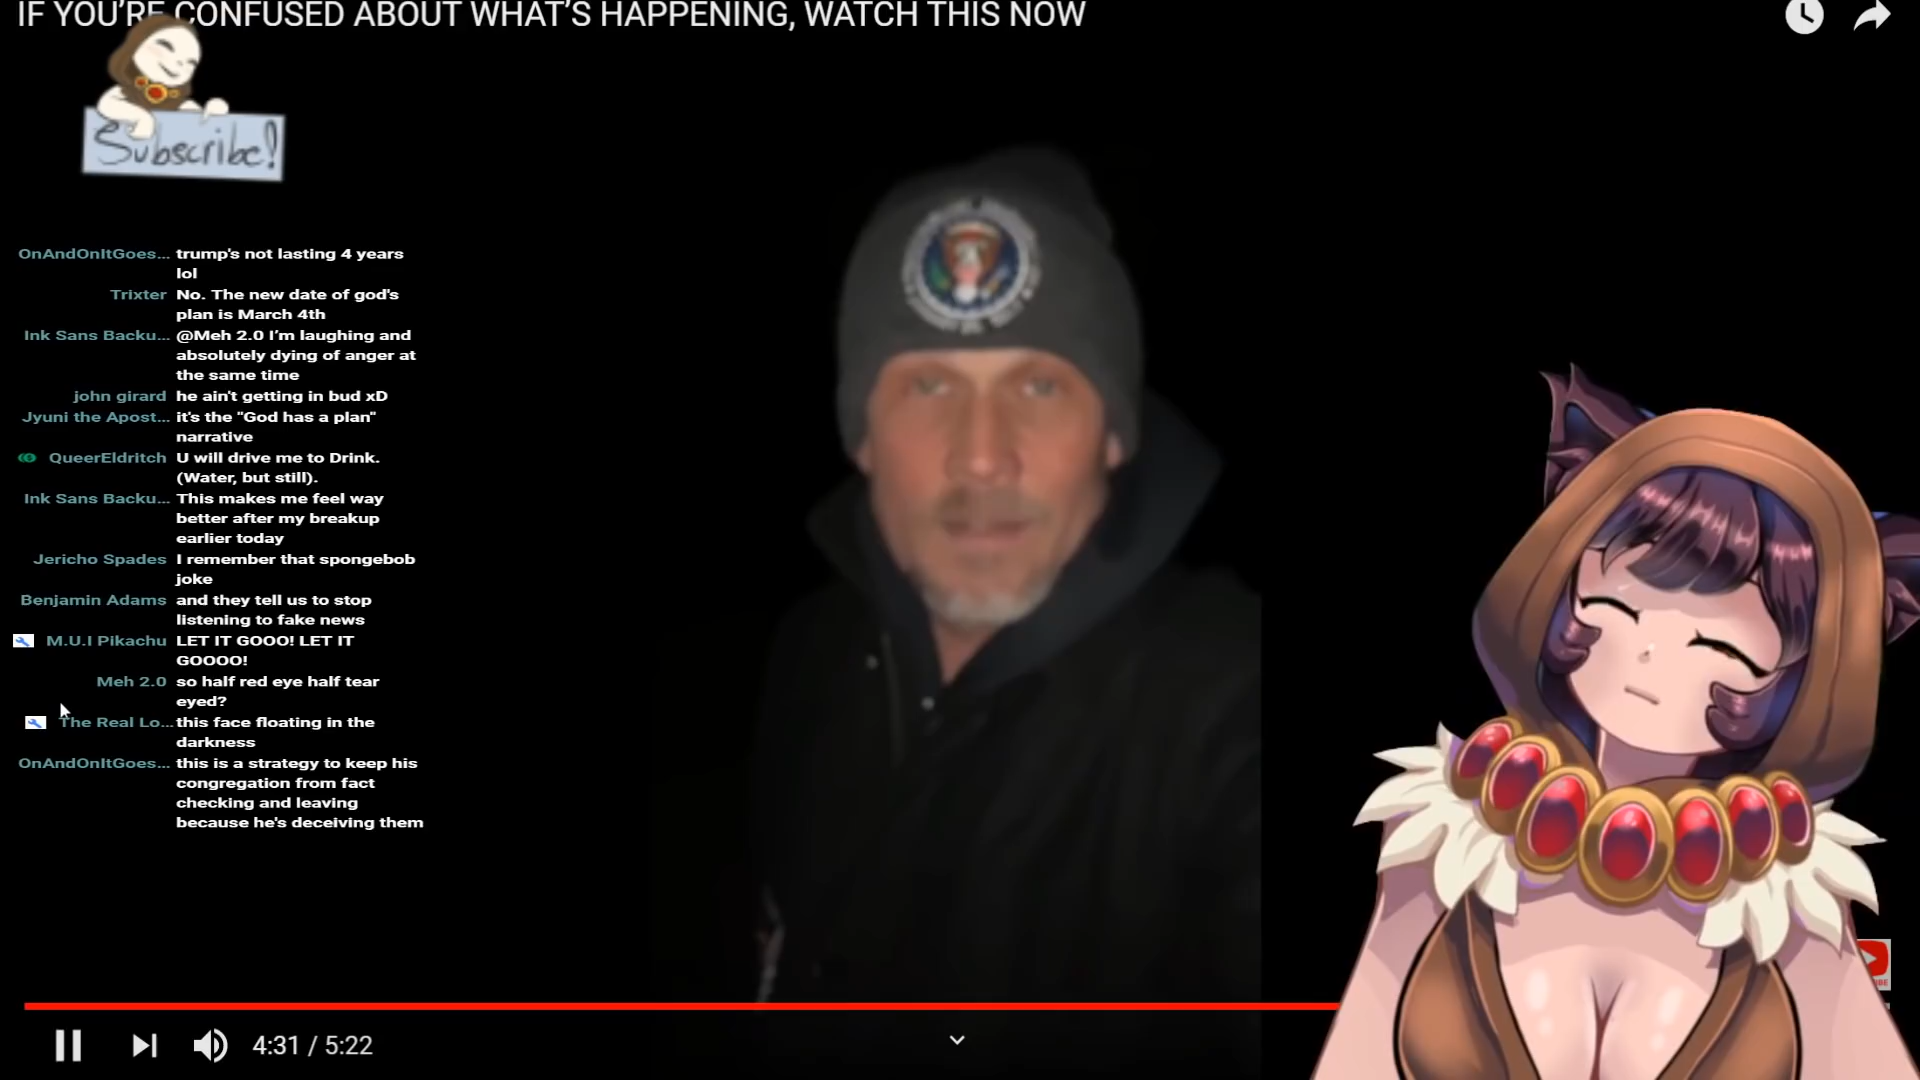 IF YOU'RE CONFUSED ABOUT WHAT'S HAPPENING, WATCH THIS NOW
Subscribe!
OnAndOnItGoes... trump's not lasting 4 years
lol
Trixter No. The new date of god's
plan is March 4th
Ink Sans Backu... @Meh 2.0 I'm laughing and
absolutely dying of anger at
the same time
john girard he ain't getting in bud xD
Jyuni the Apost... it's the "God has a plan"
narrative
QueerEldritch U will drive me to Drink.
(Water, but still).
Ink Sans Backu... This makes me feel way
better after my breakup
earlier today
Jericho Spades I remember that spongebob
joke
Benjamin Adams and they tell us to stop
listening to fake news
M.U.I Pikachu LET IT GOOO! LET IT
GOOOO!
Meh 2.0 so half red eye half tear
eyed?
The Real Lo... this face floating in the
darkness
OnAndOnItGoes... this is a strategy to keep his
congregation from fact
checking and leaving
because he's deceiving them
4:31 / 5:22